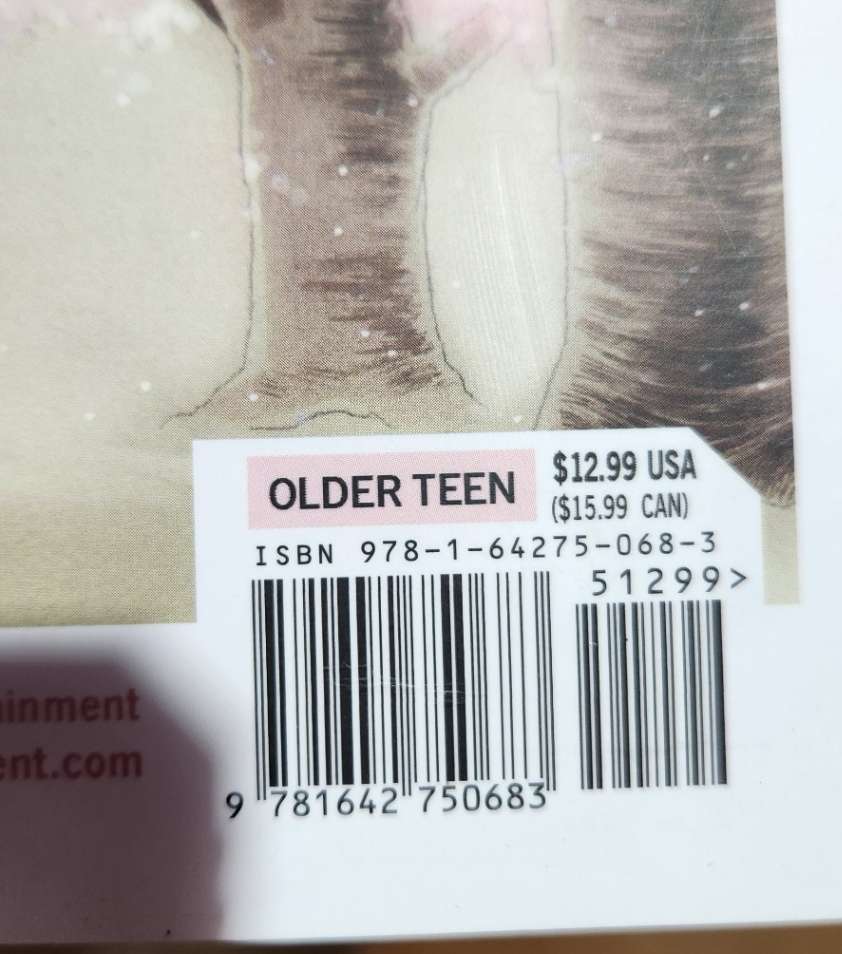 OLDER TEEN
$12.99 USA
($15.99 CAN)
ISBN 978-1-64275-068-3
51299>
ainment
ent.com
9 781642 750683